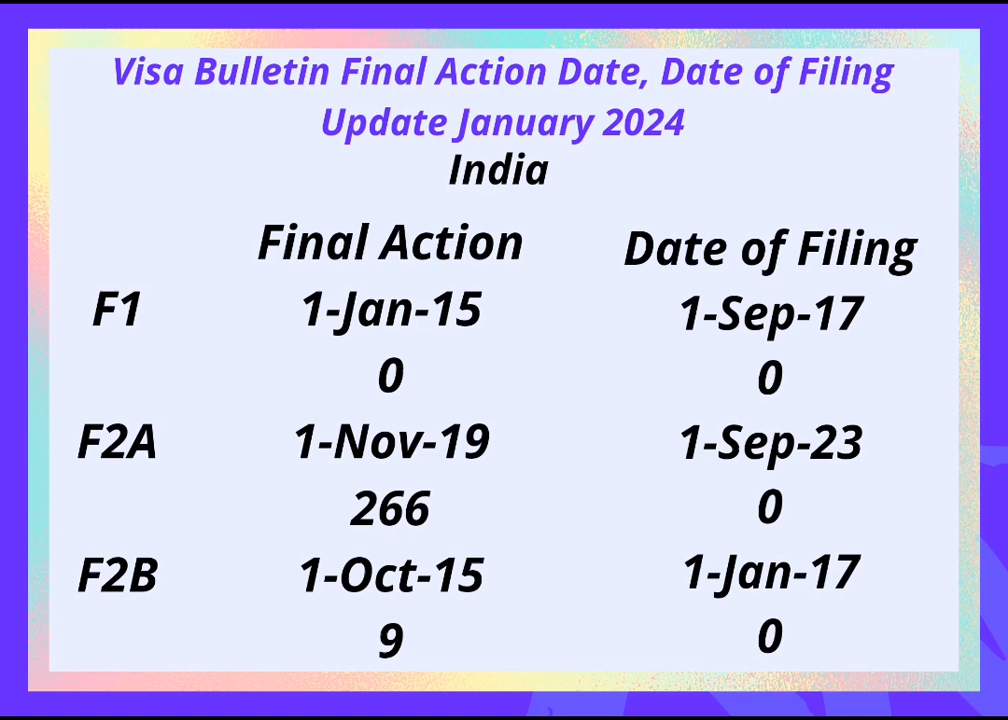 Visa Bulletin Final Action Date, Date of Filing
Update January 2024
India
Final Action Date of Filing
F1 1-Jan-15 1-Sep-17
0 0
F2A 1-Nov-19 1-Sep-23
266 0
F2B 1-Oct-15 1-Jan-17
9 0